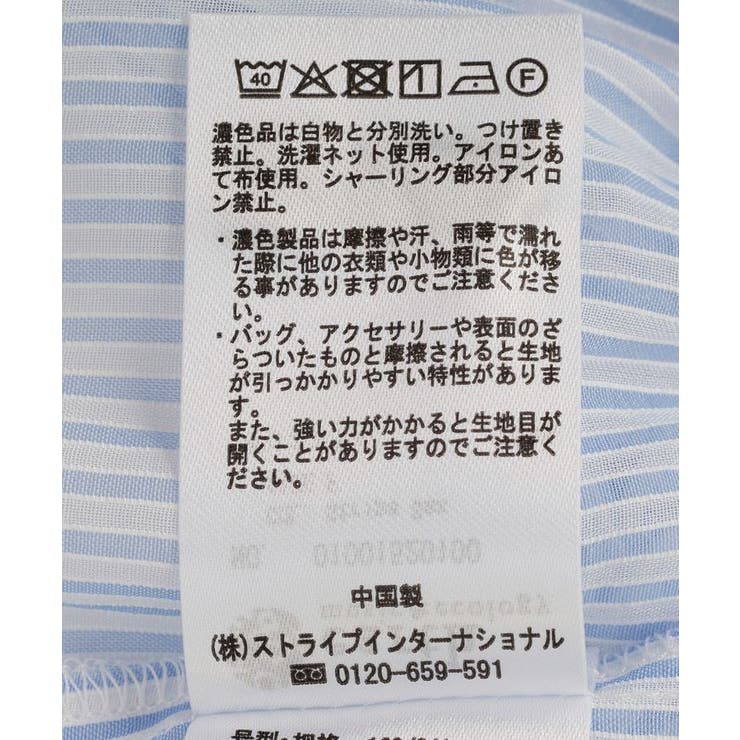 40 F
濃色品は白物と分別洗い。つけ置き
禁止。洗濯ネット使用。アイロンあ
て布使用。シャーリング部分アイロ
ン禁止。
・濃色製品は摩擦や汗、雨等で濡れ
た際に他の衣類や小物類に色が移
る事がありますのでご注意くださ
い。
・バッグ、アクセサリーや表面のざ
らついたものと摩擦されると生地
が引っかかりやすい特性がありま
す。
また、強い力がかかると生地目が
開くことがありますのでご注意く
ださい。
中国製
(株)ストライプインターナショナル
0120-659-591